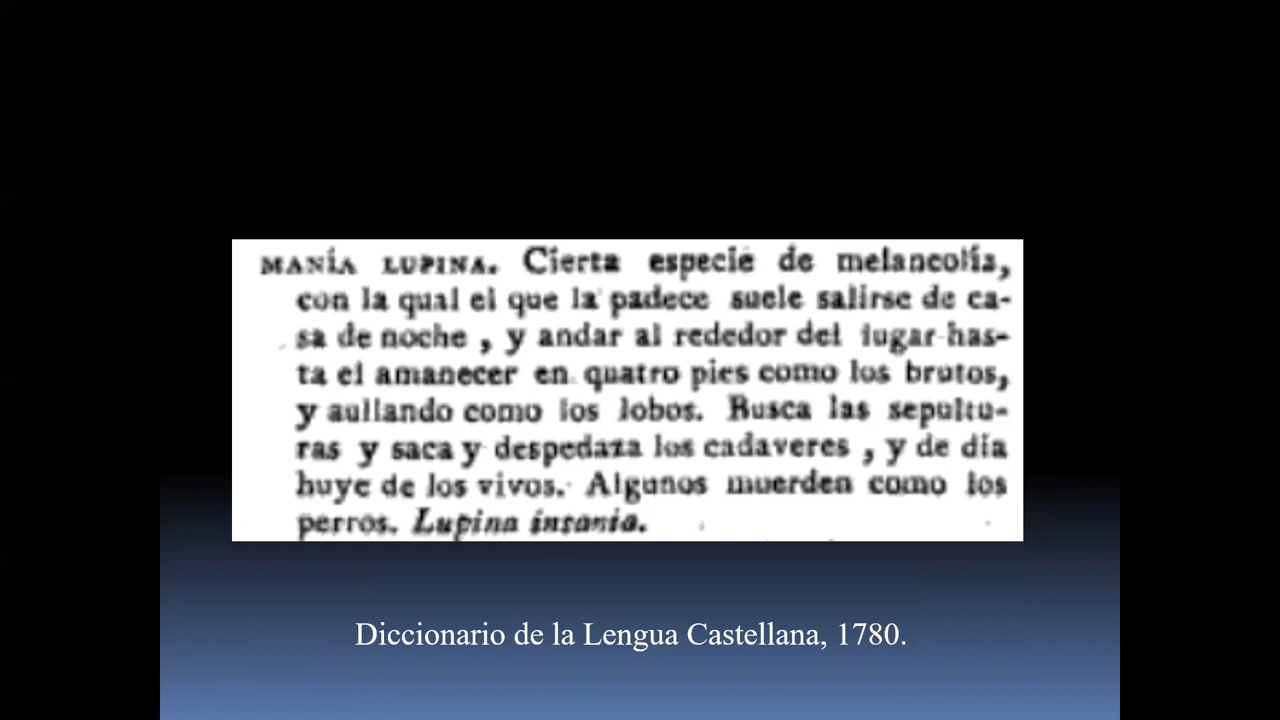 MANÍA LUPINA. Cierta especie de melancolía,
con la qual el que la padece suele salirse de ca-
sa de noche, y andar al rededor del lugar has-
ta el amanecer en quatro pies como los brutos,
y aullando como los lobos. Busca las sepultu-
ras y saca y despedaza los cadaveres, y de día
huye de los vivos. Algunos muerden como los
perros. Lupina insania.
Diccionario de la Lengua Castellana, 1780.